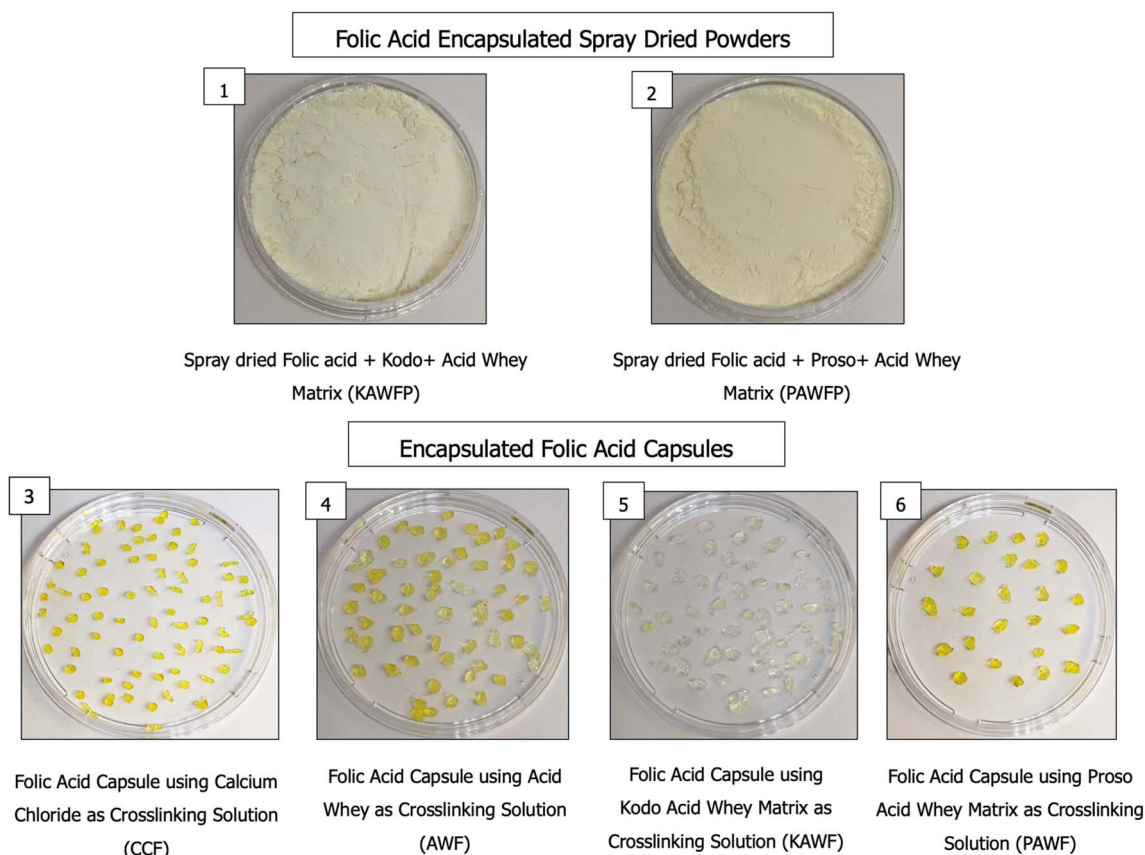 Folic Acid Encapsulated Spray Dried Powders
1
2
Spray dried Folic acid + Kodo+ Acid Whey
Matrix (KAWFP)
Spray dried Folic acid + Proso+ Acid Whey
Matrix (PAWFP)
Encapsulated Folic Acid Capsules
3
4
5
6
Folic Acid Capsule using Calcium
Chloride as Crosslinking Solution
(CCF)
Folic Acid Capsule using Acid
Whey as Crosslinking Solution
(AWF)
Folic Acid Capsule using
Kodo Acid Whey Matrix as
Crosslinking Solution (KAWF)
Folic Acid Capsule using Proso
Acid Whey Matrix as Crosslinking
Solution (PAWF)